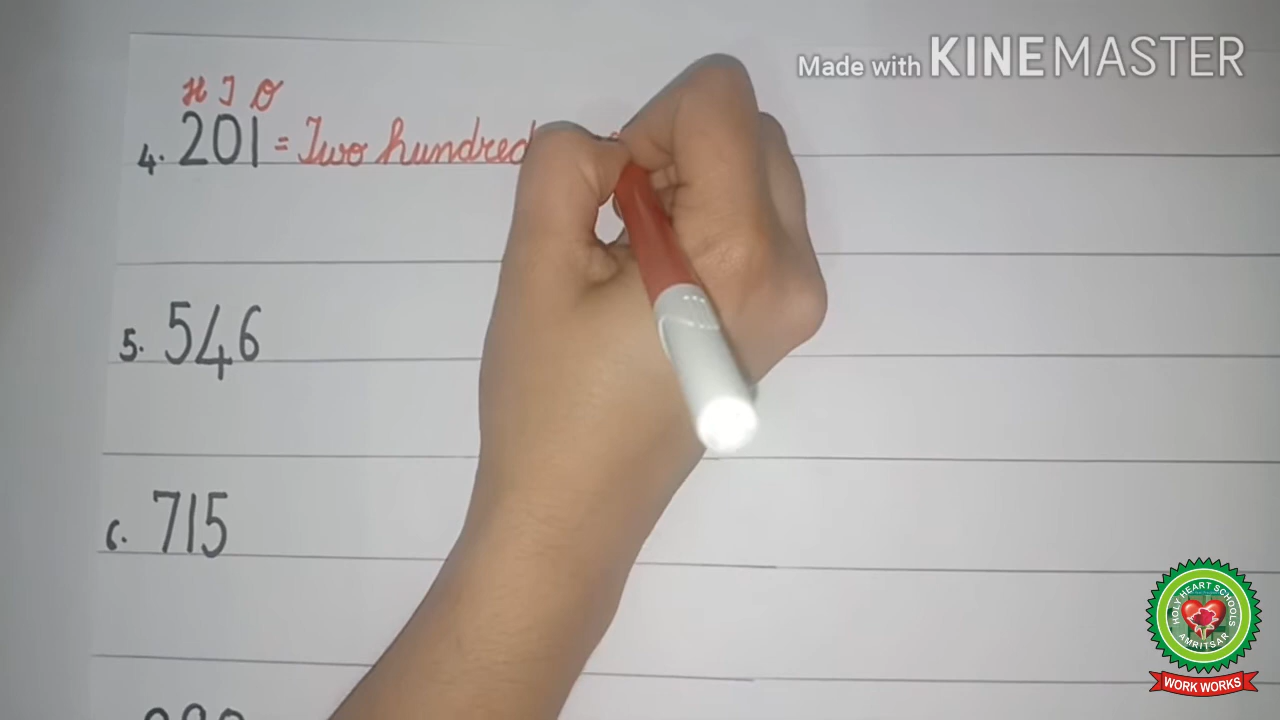 Made with KINEMASTER
H T O
4. 201 = Two hundred
5. 546
6. 715
HOLY HEART SCHOOLS
AMRITSAR
WORK WORKS